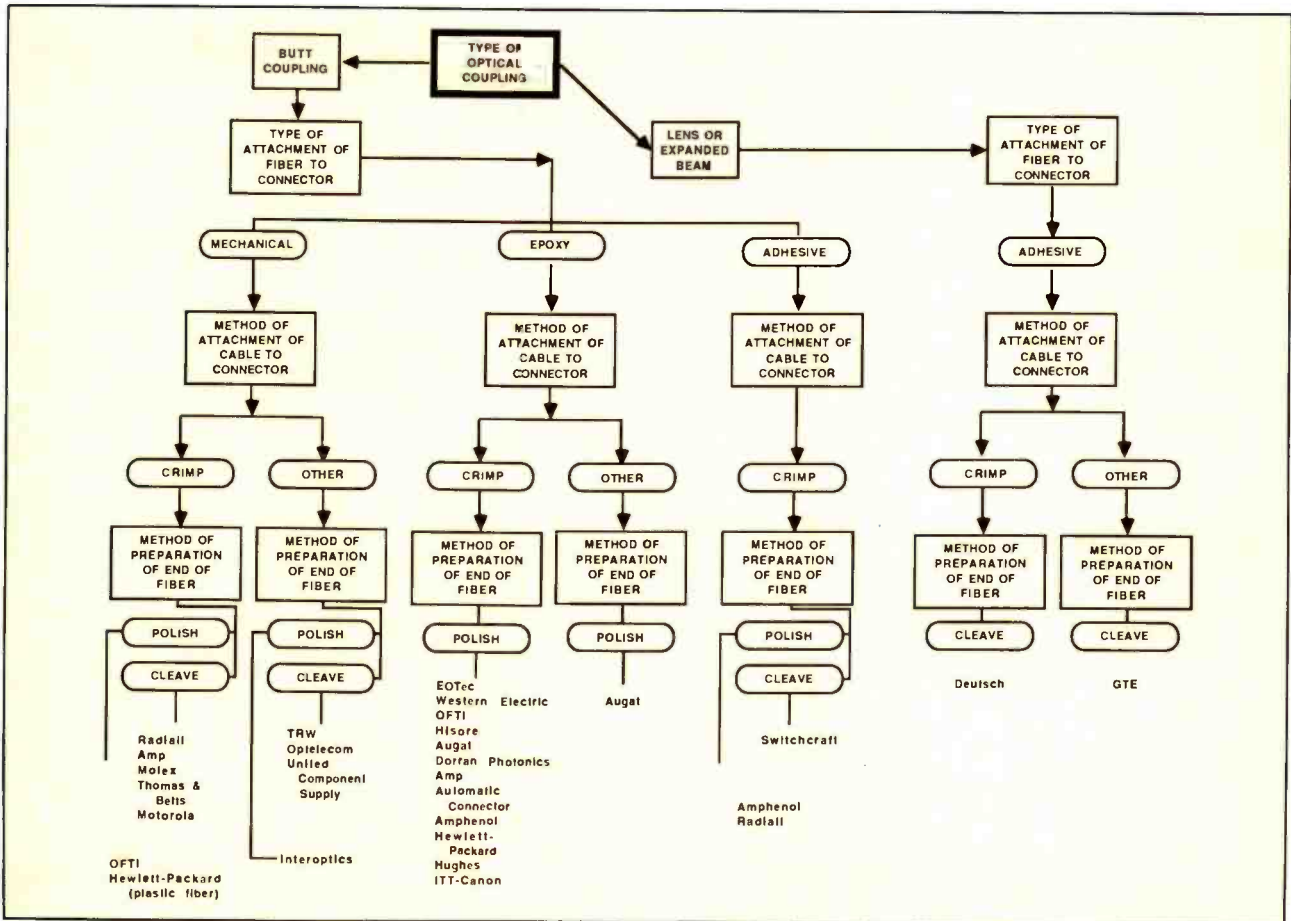 BUTT
COUPLING
TYPE OF
OPTICAL
COUPLING
TYPE OF
ATTACHMENT OF
FIBER TO
CONNECTOR
LENS OR
EXPANDED
BEAM
TYPE OF
ATTACHMENT OF
FIBER TO
CONNECTOR
MECHANICAL
EPOXY
ADHESIVE
ADHESIVE
METHOD OF
ATTACHMENT OF
CABLE TO
CONNECTOR
METHOD OF
ATTACHMENT OF
CABLE TO
CONNECTOR
METHOD OF
ATTACHMENT OF
CABLE TO
CONNECTOR
METHOD OF
ATTACHMENT OF
CABLE TO
CONNECTOR
CRIMP
OTHER
CRIMP
OTHER
CRIMP
CRIMP
OTHER
METHOD OF
PREPARATION
OF END OF
FIBER
METHOD OF
PREPARATION
OF END OF
FIBER
METHOD OF
PREPARATION
OF END OF
FIBER
METHOD OF
PREPARATION
OF END OF
FIBER
METHOD OF
PREPARATION
OF END OF
FIBER
METHOD OF
PREPARATION
OF END OF
FIBER
METHOD OF
PREPARATION
OF END OF
FIBER
POLISH
CLEAVE
POLISH
CLEAVE
POLISH
POLISH
POLISH
CLEAVE
CLEAVE
CLEAVE
Radiall
Amp
Molex
Thomas &
Betts
Motorola
OFTI
Hewlett-Packard
(plastic fiber)
TRW
Optelecom
United
Component
Supply
Interoptics
EOTec
Western Electric
OFTI
Hisore
Augat
Dorran Photonics
Amp
Automatic
Connector
Amphenol
Hewlett-
Packard
Hughes
ITT-Canon
Augat
Switchcraft
Amphenol
Radiall
Deutsch
GTE